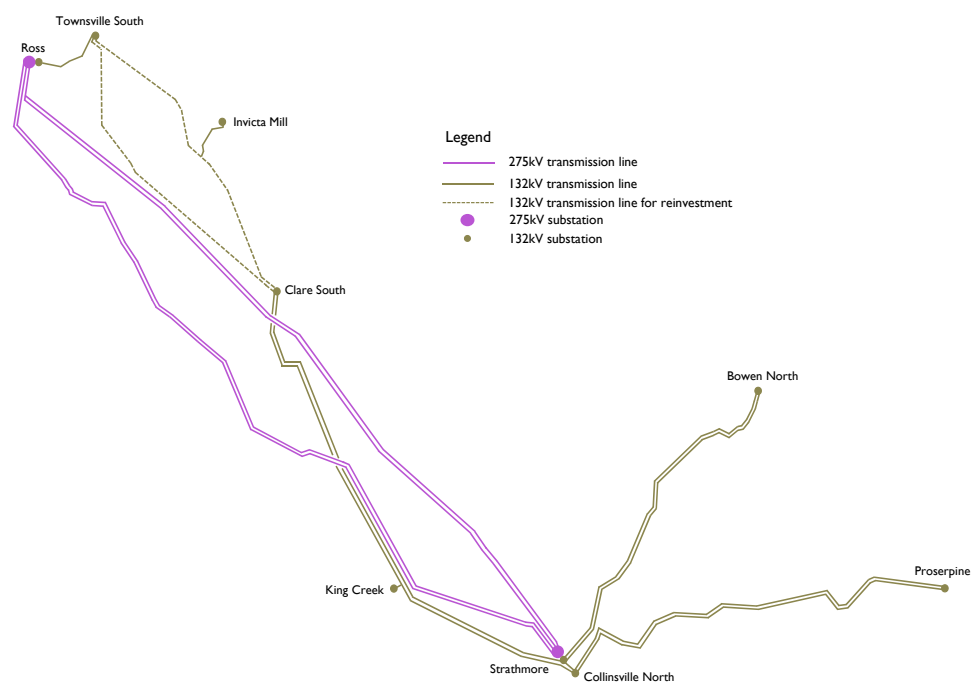 Townsville South
Ross
Invicta Mill
Legend
275kV transmission line
132kV transmission line
132kV transmission line for reinvestment
275kV substation
132kV substation
Clare South
Bowen North
Proserpine
King Creek
Strathmore
Collinsville North